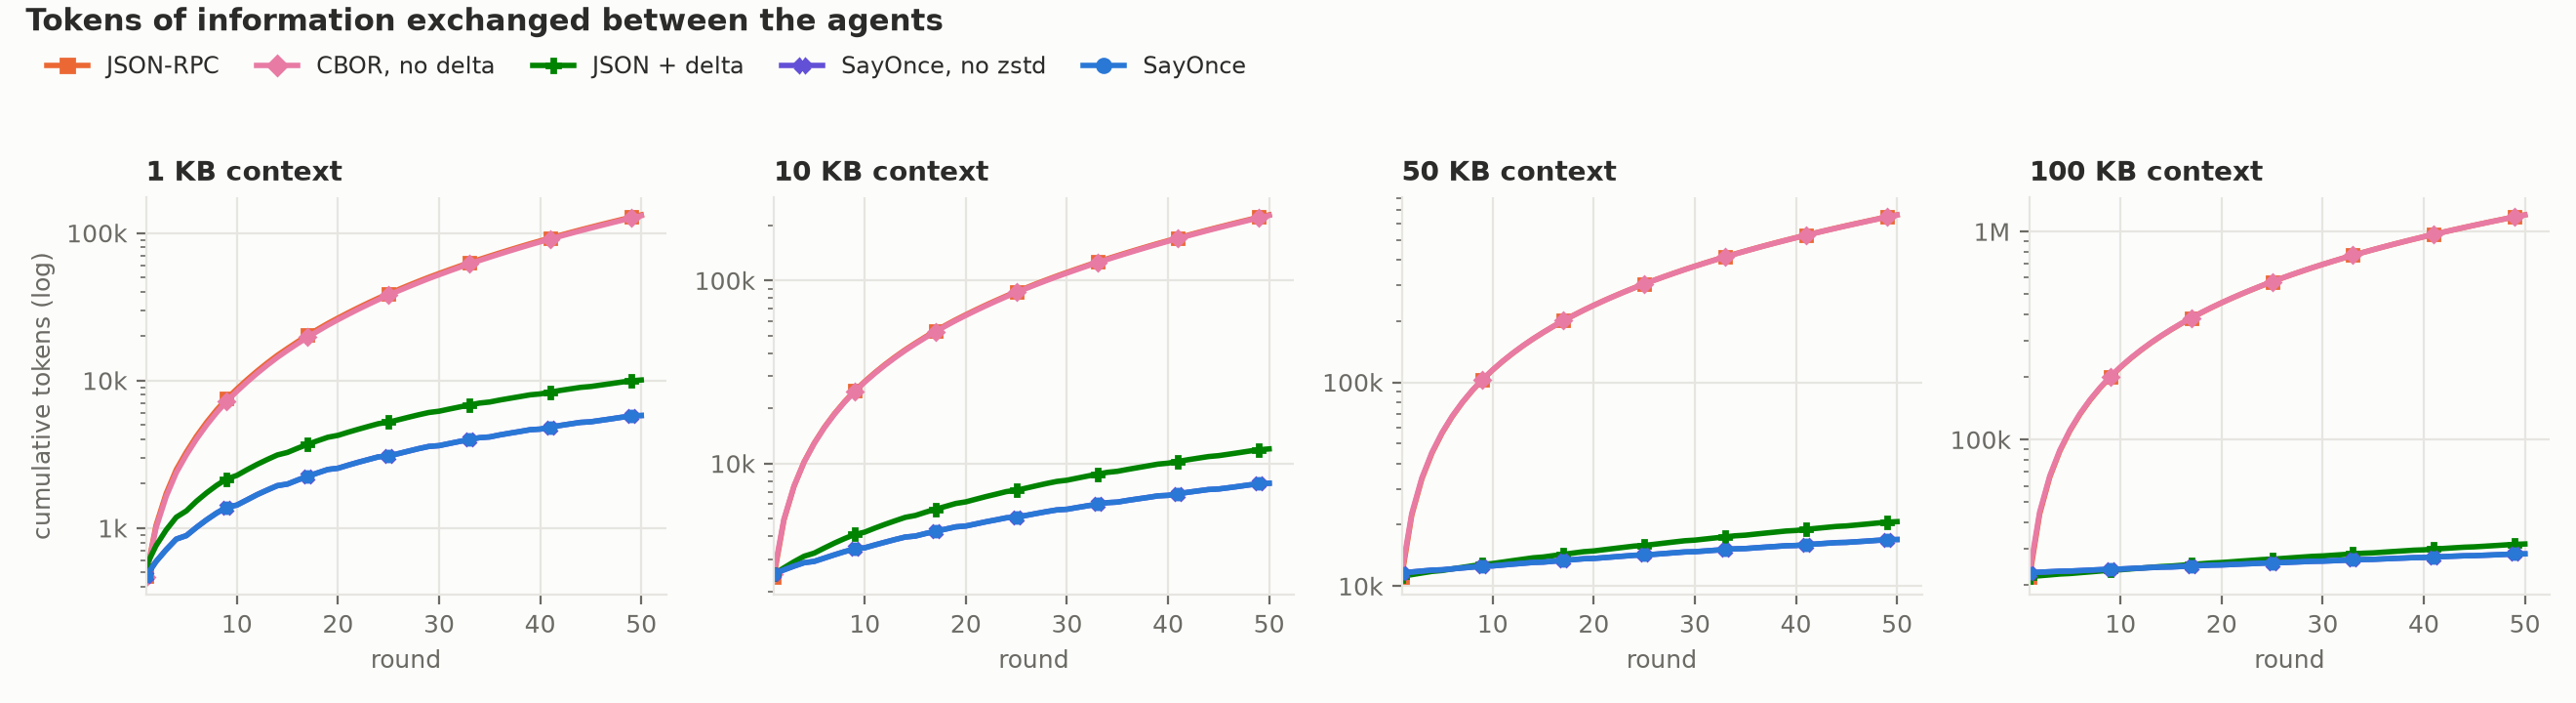 Tokens of information exchanged between the agents
JSON-RPC CBOR, no delta JSON + delta SayOnce, no zstd SayOnce
1 KB context
cumulative tokens (log)
100k
10k
1k
10 20 30 40 50
round
10 KB context
100k
10k
10 20 30 40 50
round
50 KB context
100k
10k
10 20 30 40 50
round
100 KB context
1M
100k
10 20 30 40 50
round